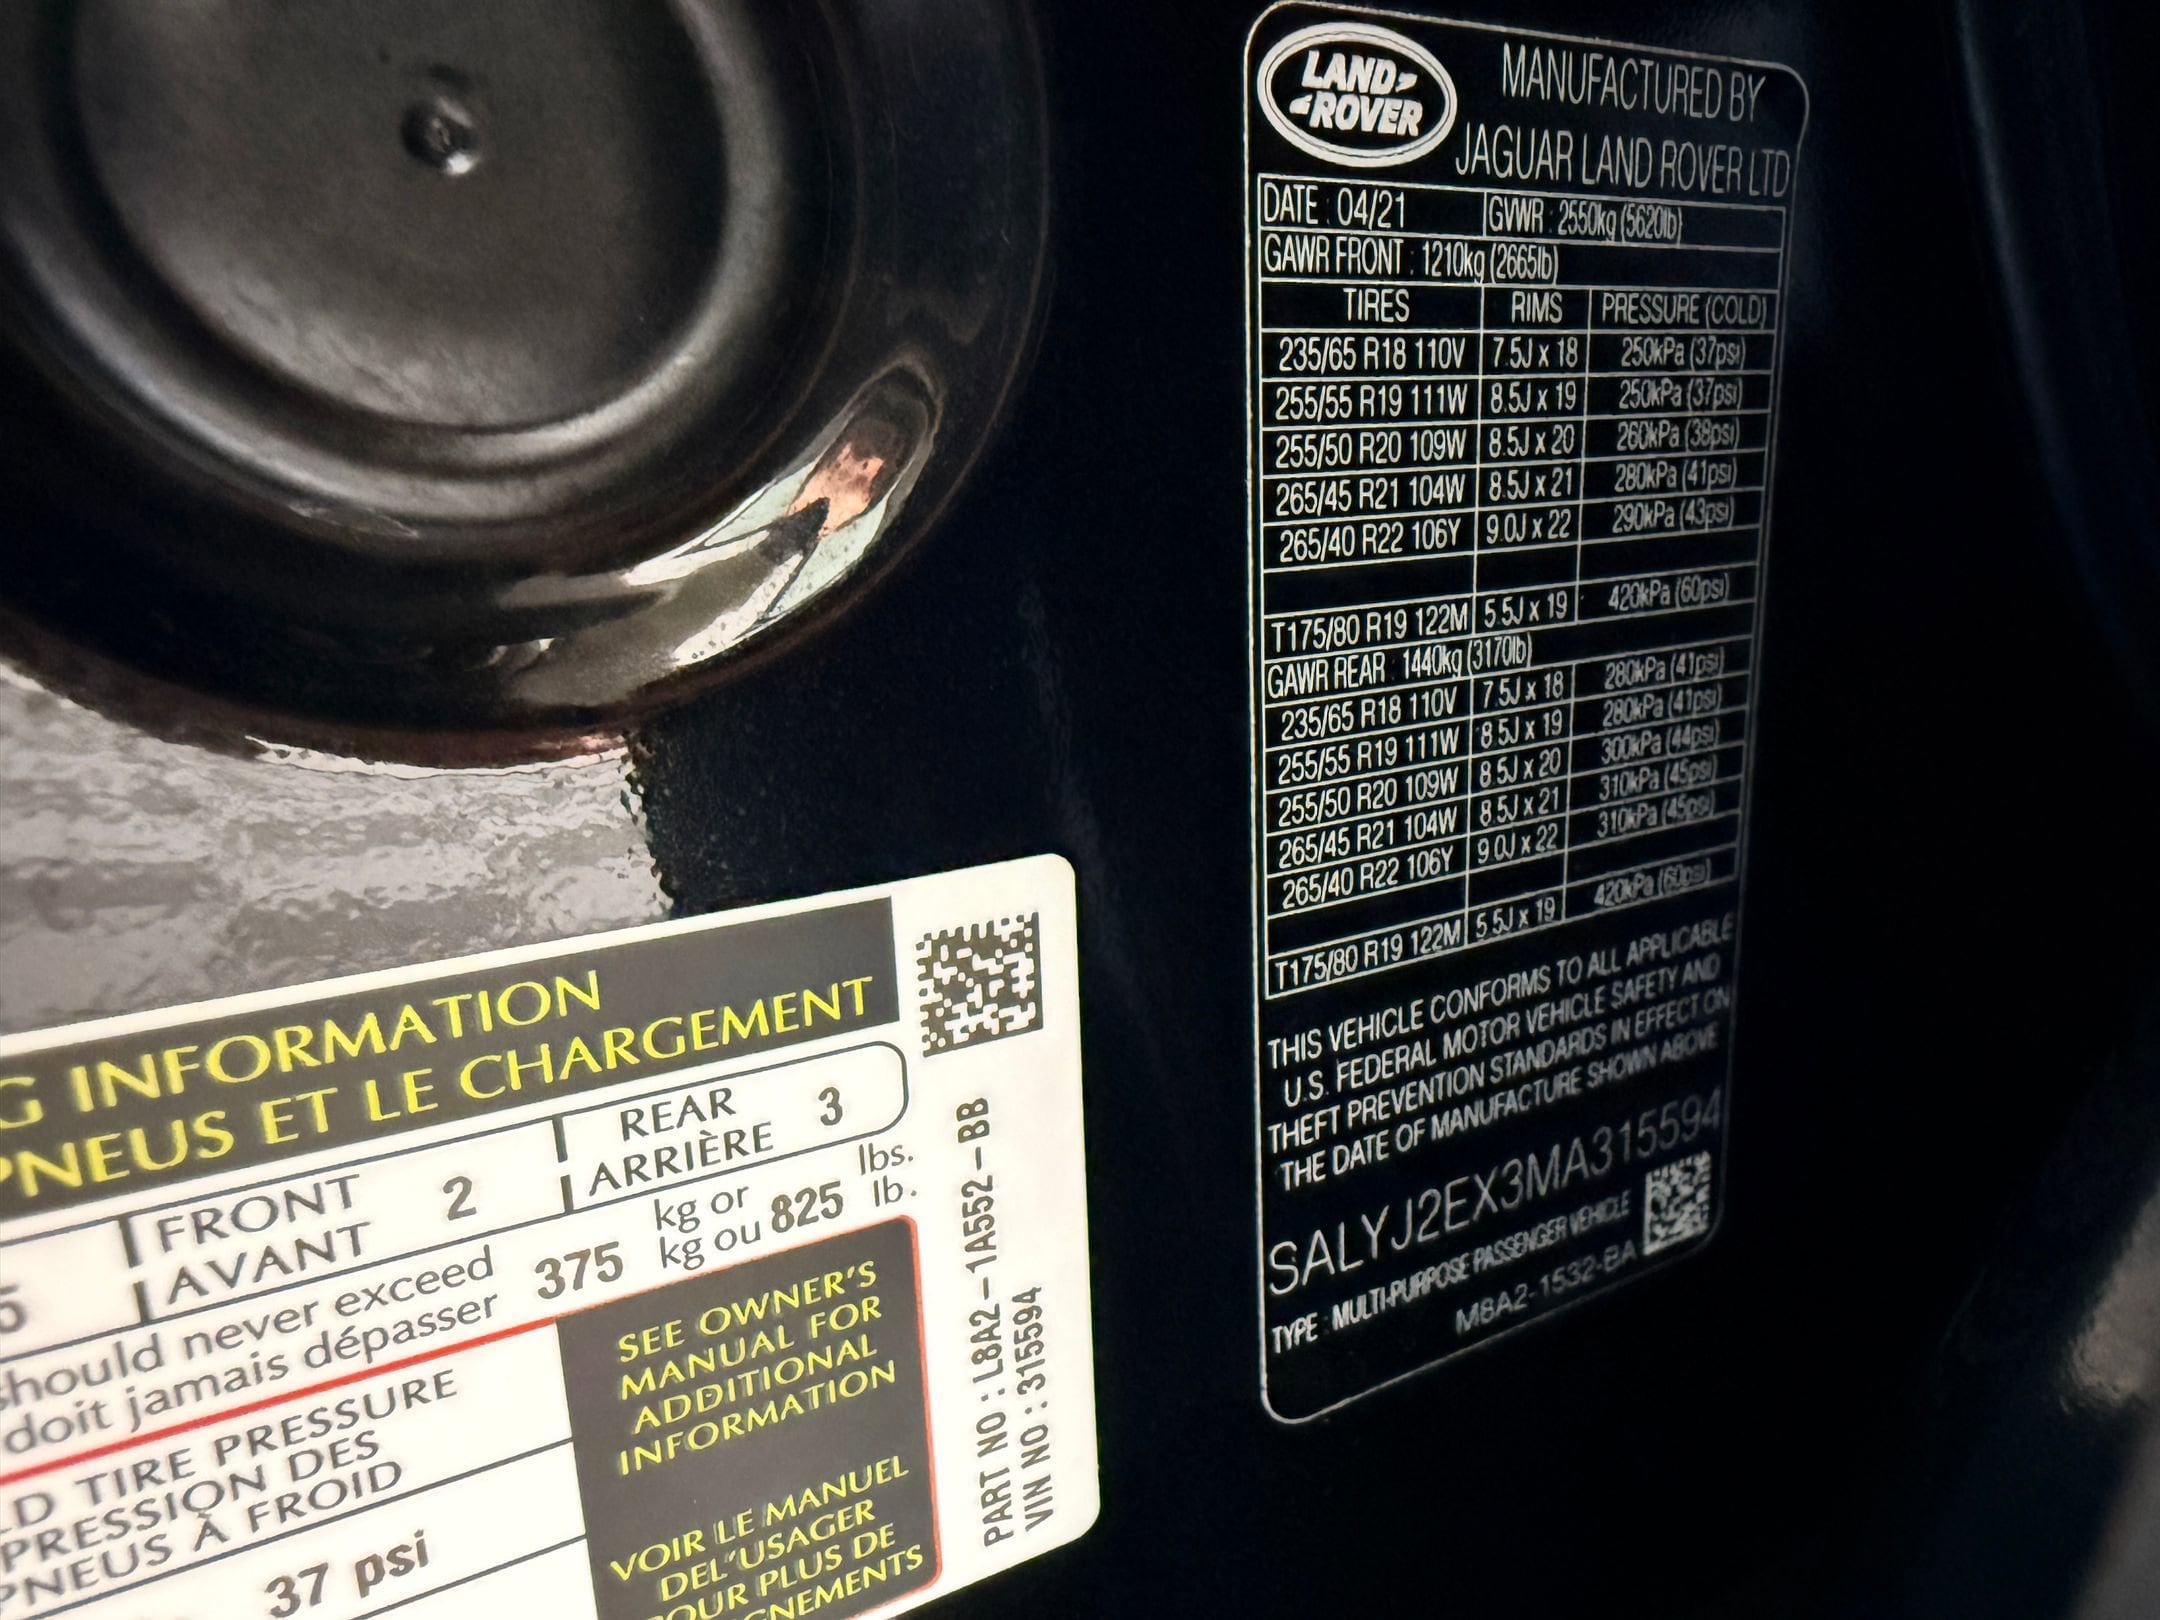 LAND
ROVER
MANUFACTURED BY
JAGUAR LAND ROVER LTD
DATE : 04/21 GVWR : 2550kg (5620lb)
GAWR FRONT : 1210kg (2665lb)
TIRES RIMS PRESSURE (COLD)
235/65 R18 110V 7.5J x 18 250kPa (37psi)
255/55 R19 111W 8.5J x 19 250kPa (37psi)
255/50 R20 109W 8.5J x 20 260kPa (38psi)
265/45 R21 104W 8.5J x 21 280kPa (41psi)
265/40 R22 106Y 9.0J x 22 290kPa (43psi)
T175/80 R19 122M 5.5J x 19 420kPa (60psi)
GAWR REAR : 1440kg (3170lb)
235/65 R18 110V 7.5J x 18 280kPa (41psi)
255/55 R19 111W 8.5J x 19 280kPa (41psi)
255/50 R20 109W 8.5J x 20 300kPa (44psi)
265/45 R21 104W 8.5J x 21 310kPa (45psi)
265/40 R22 106Y 9.0J x 22 310kPa (45psi)
T175/80 R19 122M 5.5J x 19 420kPa (60psi)
THIS VEHICLE CONFORMS TO ALL APPLICABLE
U.S. FEDERAL MOTOR VEHICLE SAFETY AND
THEFT PREVENTION STANDARDS IN EFFECT ON
THE DATE OF MANUFACTURE SHOWN ABOVE
SALYJ2EX3MA315594
TYPE : MULTI-PURPOSE PASSENGER VEHICLE
M8A2-1532-BA
G INFORMATION
PNEUS ET LE CHARGEMENT
5 FRONT 2 REAR 3
AVANT ARRIÈRE
should never exceed 375 kg or 825 lbs.
doit jamais dépasser kg ou lb.
D TIRE PRESSURE
PRESSION DES
PNEUS À FROID
37 psi
SEE OWNER'S
MANUAL FOR
ADDITIONAL
INFORMATION
VOIR LE MANUEL
DEL"USAGER
POUR PLUS DE
GNEMENTS
PART NO : L8A2-1A552-BB
VIN NO : 315594